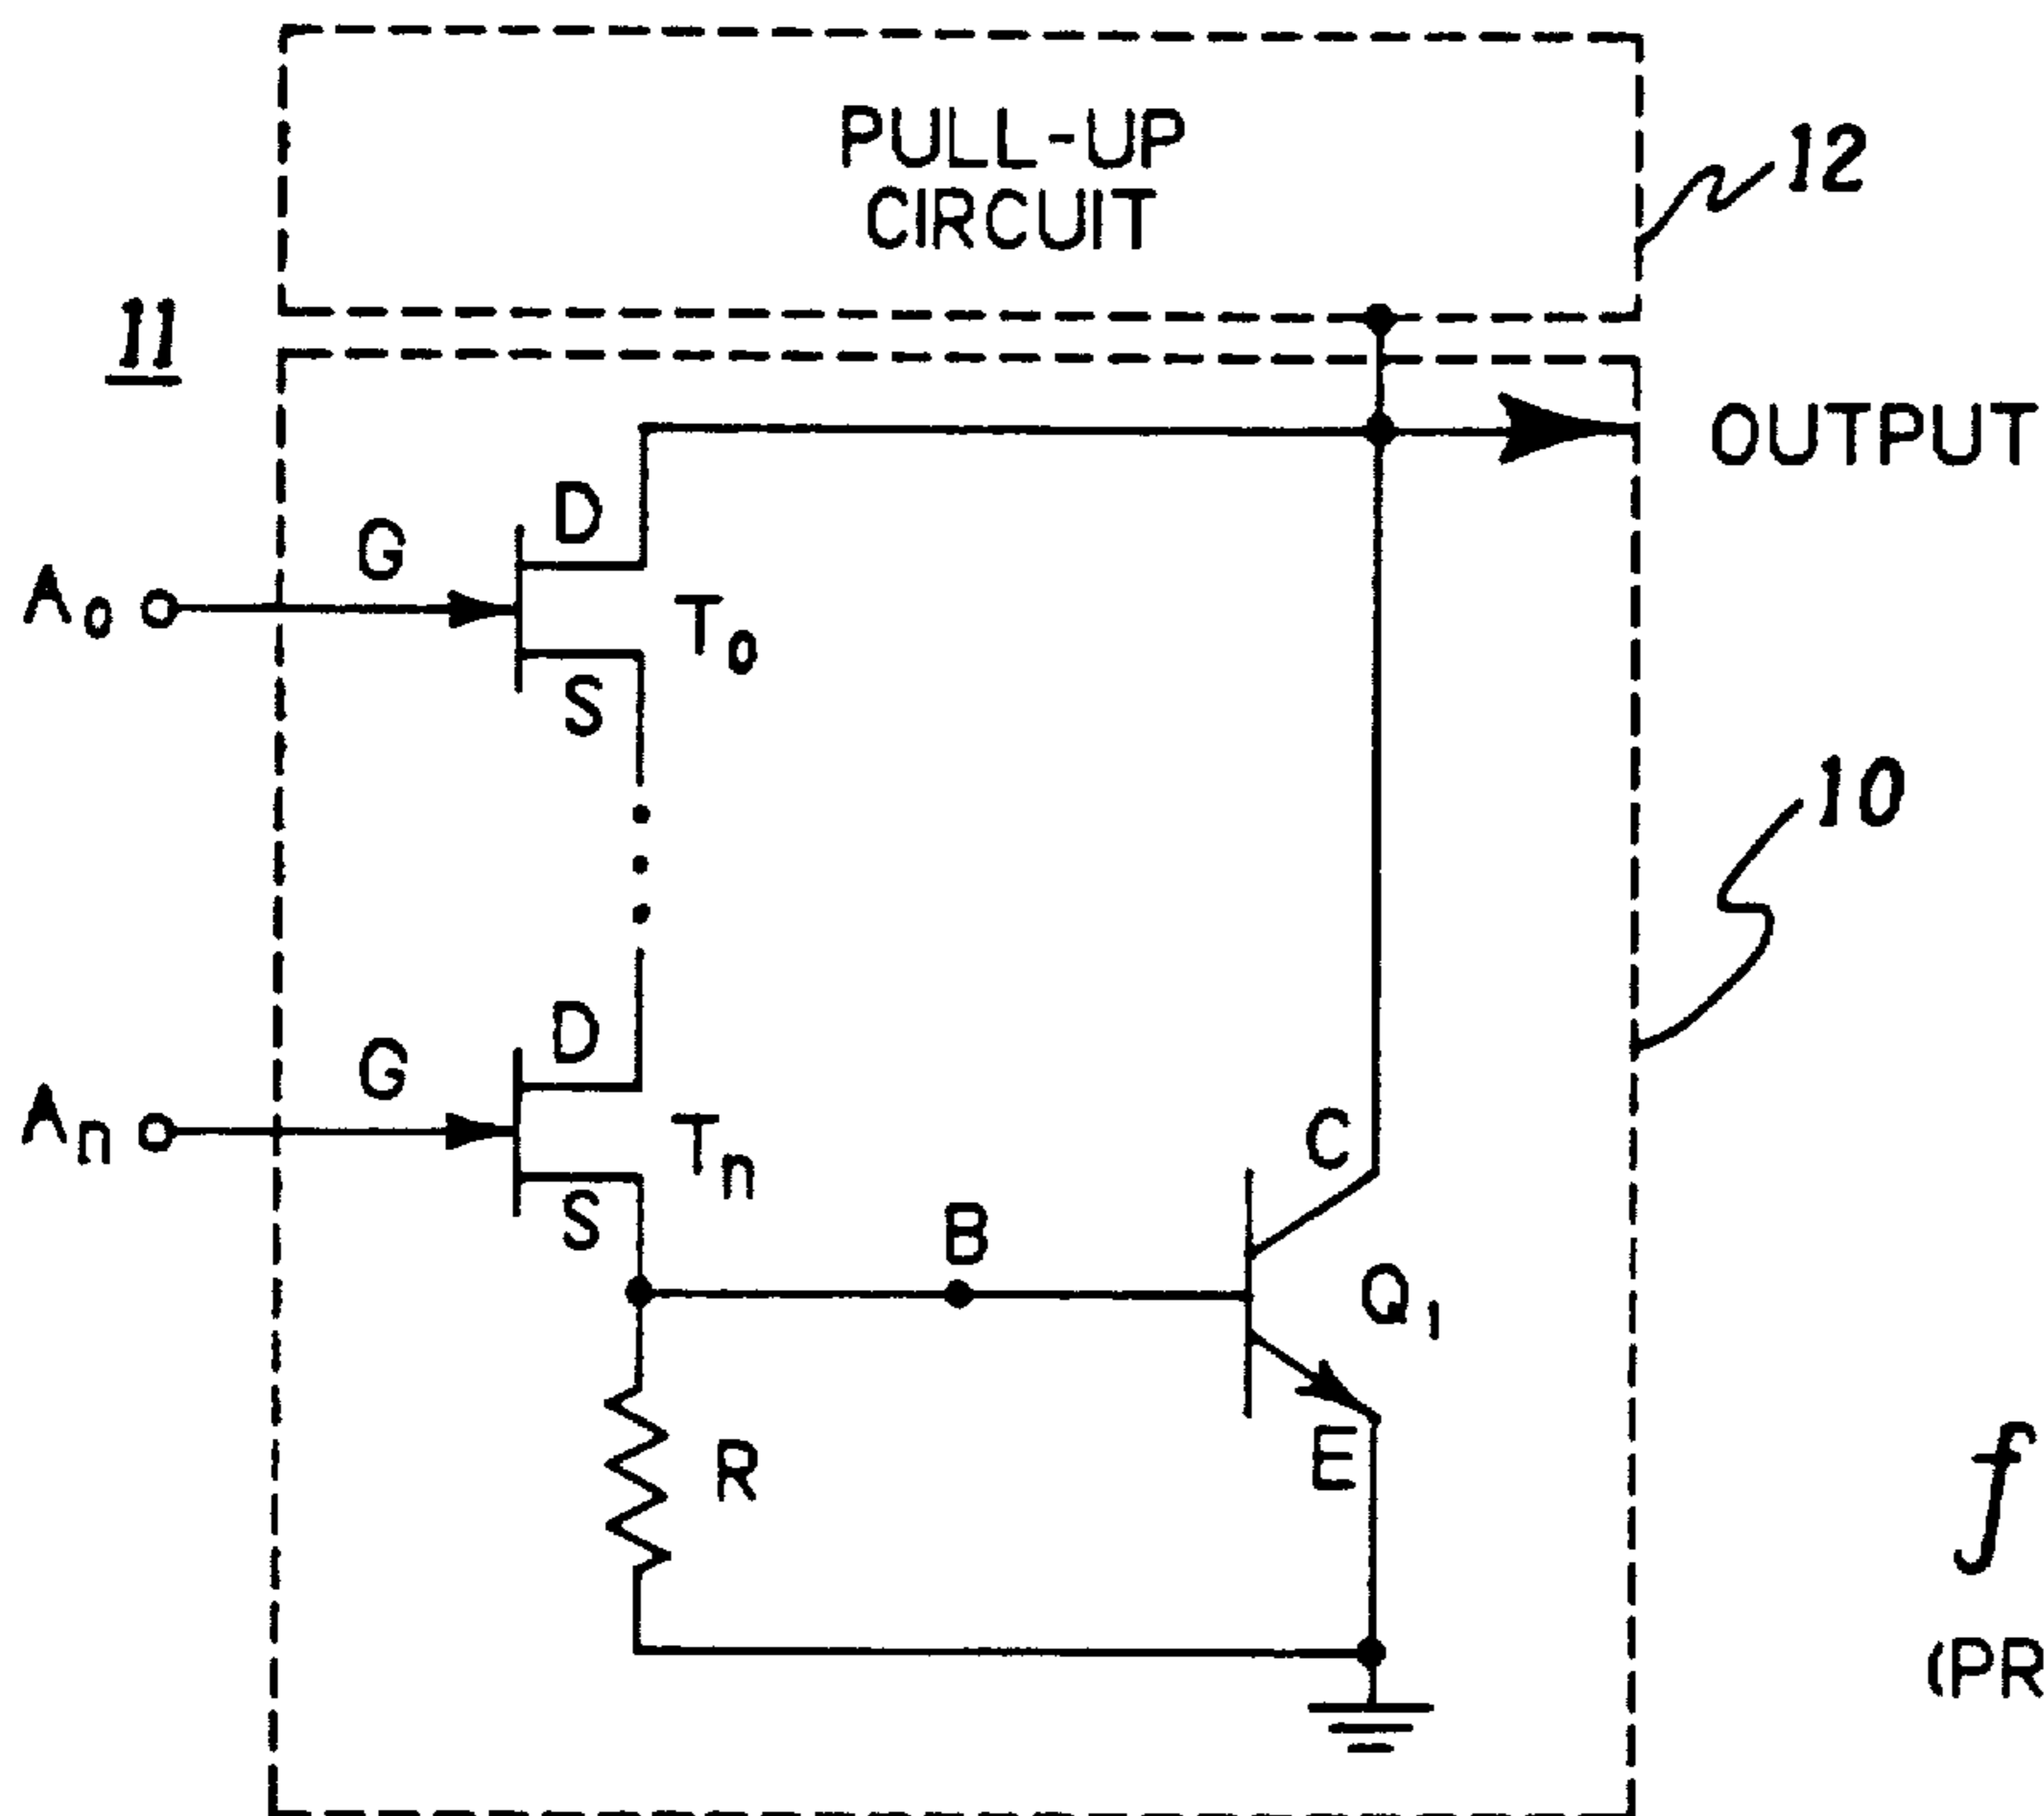 PULL-UP
CIRCUIT
12
11
OUTPUT
D
G
A0
T0
S
10
D
G
An
Tn
S
C
B
Q1
R
E
f
(PR